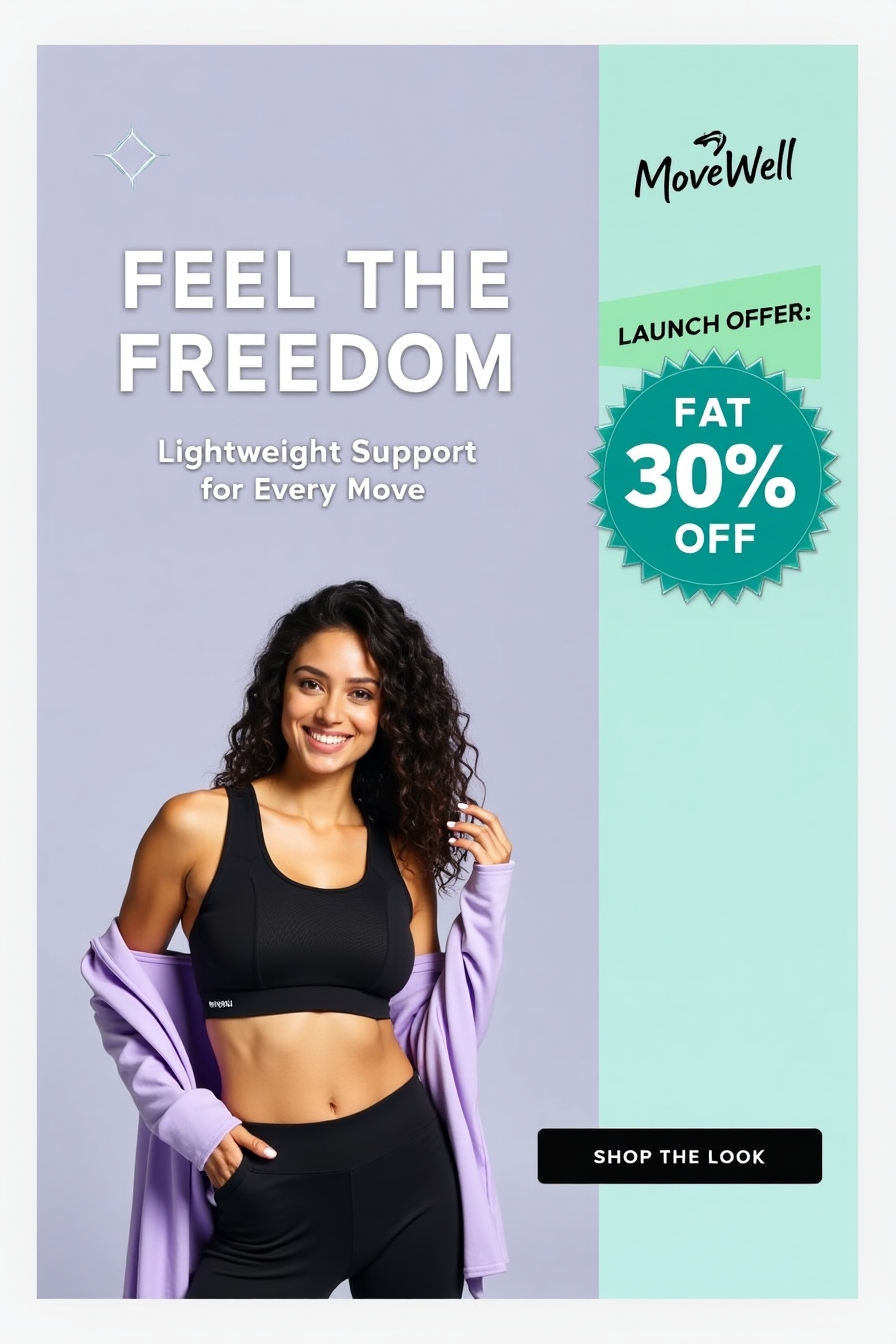 MoveWell
FEEL THE
FREEDOM
Lightweight Support
for Every Move
LAUNCH OFFER:
FAT
30%
OFF
SHOP THE LOOK